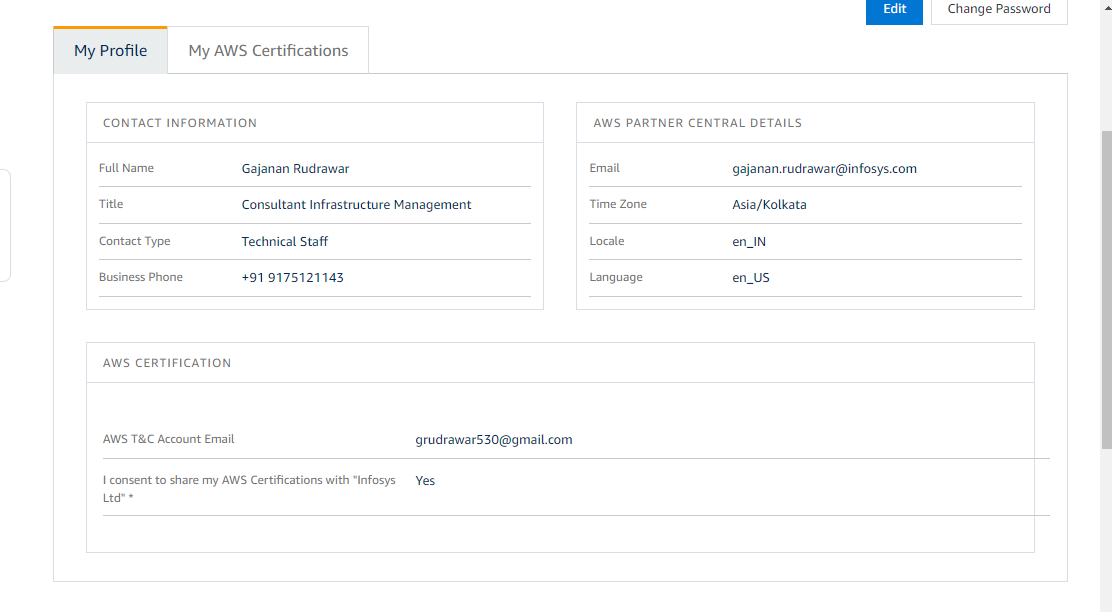 Edit Change Password
My Profile My AWS Certifications
CONTACT INFORMATION
Full Name Gajanan Rudrawar
Title Consultant Infrastructure Management
Contact Type Technical Staff
Business Phone +91 9175121143
AWS PARTNER CENTRAL DETAILS
Email gajanan.rudrawar@infosys.com
Time Zone Asia/Kolkata
Locale en_IN
Language en_US
AWS CERTIFICATION
AWS T&C Account Email grudrawar530@gmail.com
I consent to share my AWS Certifications with "Infosys Yes
Ltd" *